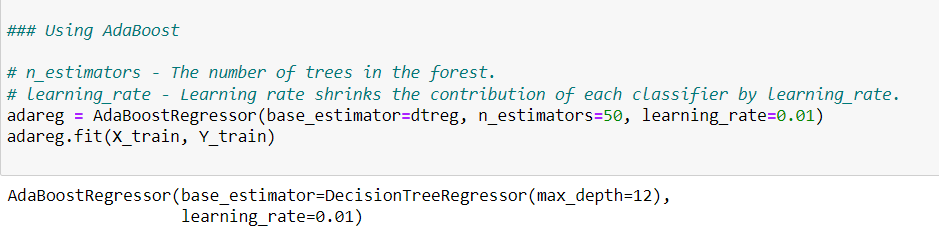 ### Using AdaBoost
# n_estimators - The number of trees in the forest.
# learning_rate - Learning rate shrinks the contribution of each classifier by learning_rate.
adareg = AdaBoostRegressor(base_estimator=dtreg, n_estimators=50, learning_rate=0.01)
adareg.fit(X_train, Y_train)
AdaBoostRegressor(base_estimator=DecisionTreeRegressor(max_depth=12),
learning_rate=0.01)